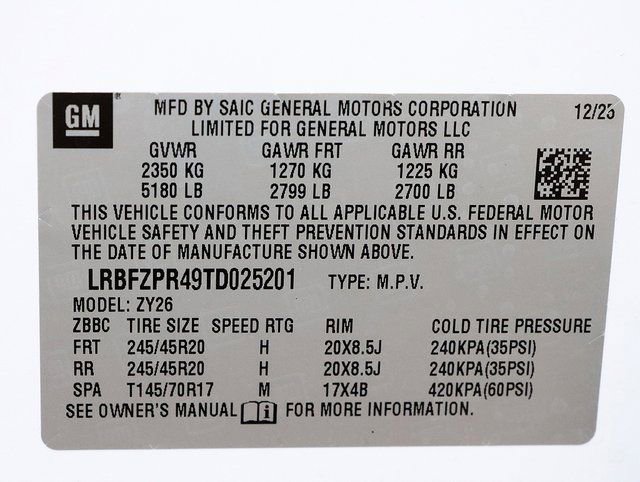 GM® MFD BY SAIC GENERAL MOTORS CORPORATION 12/25
LIMITED FOR GENERAL MOTORS LLC
GVWR GAWR FRT GAWR RR
2350 KG 1270 KG 1225 KG
5180 LB 2799 LB 2700 LB
THIS VEHICLE CONFORMS TO ALL APPLICABLE U.S. FEDERAL MOTOR
VEHICLE SAFETY AND THEFT PREVENTION STANDARDS IN EFFECT ON
THE DATE OF MANUFACTURE SHOWN ABOVE.
LRBFZPR49TD025201 TYPE: M.P.V.
MODEL: ZY26
ZBBC TIRE SIZE SPEED RTG RIM COLD TIRE PRESSURE
FRT 245/45R20 H 20X8.5J 240KPA(35PSI)
RR 245/45R20 H 20X8.5J 240KPA(35PSI)
SPA T145/70R17 M 17X4B 420KPA(60PSI)
SEE OWNER'S MANUAL i FOR MORE INFORMATION.